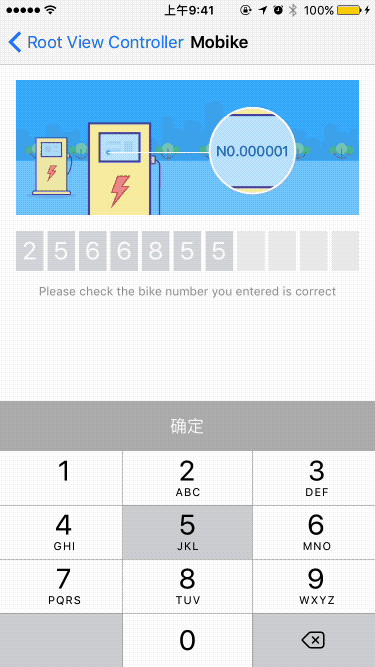 上午9:41 100%
Root View Controller Mobike
N0.000001
2 5 6 6 8 5 5
Please check the bike number you entered is correct
确定
1 2 3
ABC DEF
4 5 6
GHI JKL MNO
7 8 9
PQRS TUV WXYZ
0